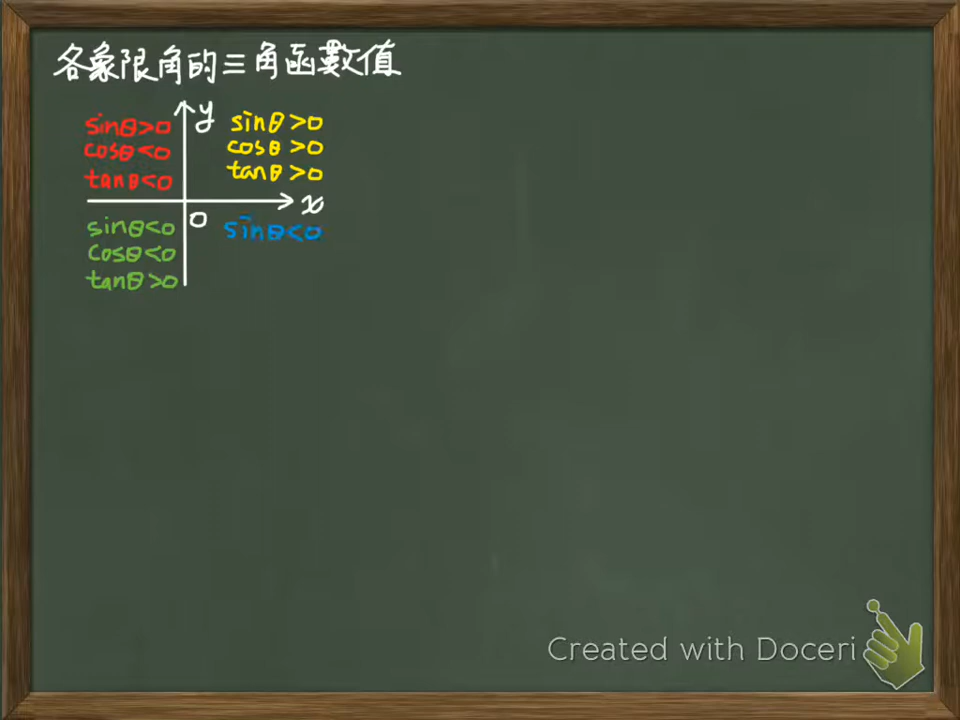 各象限角的三角函數值
y
sinθ>0
cosθ<0
tanθ<0
sinθ>0
cosθ>0
tanθ>0
x
0
sinθ<0
cosθ<0
tanθ>0
sinθ<0
Created with Doceri